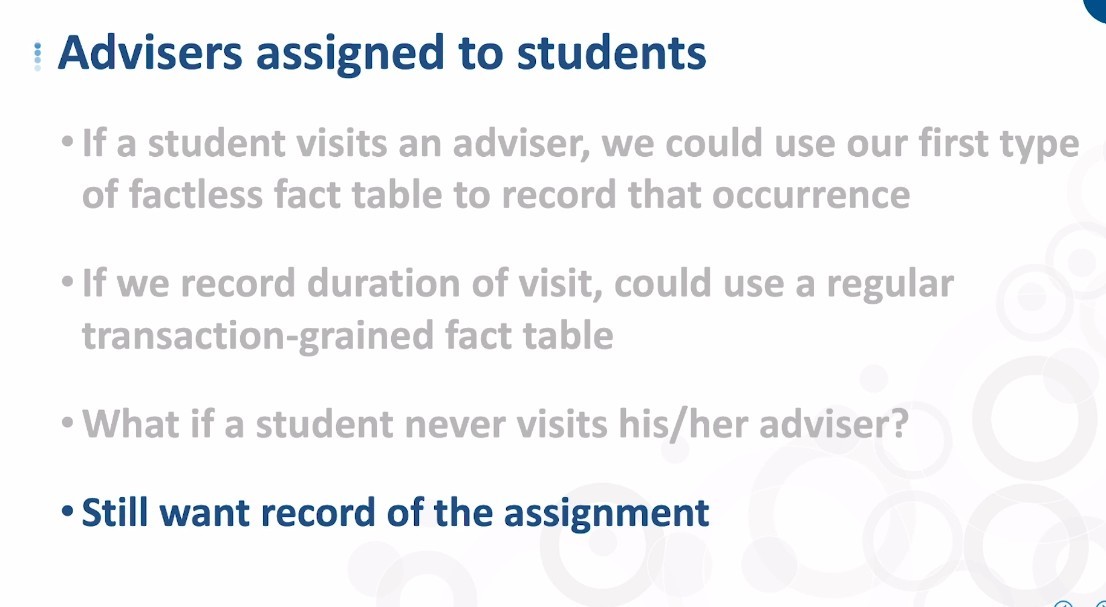 Advisers assigned to students
• If a student visits an adviser, we could use our first type
of factless fact table to record that occurrence
• If we record duration of visit, could use a regular
transaction-grained fact table
• What if a student never visits his/her adviser?
• Still want record of the assignment